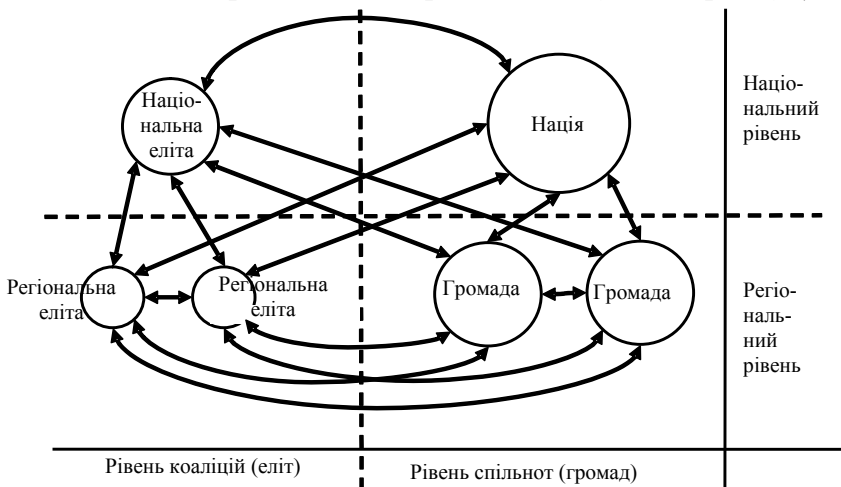 Націо-
нальна
еліта
Нація
Націо-
нальний
рівень
Регіональна
еліта
Регіональна
еліта
Громада
Громада
Регіо-
наль-
ний
рівень
Рівень коаліцій (еліт)
Рівень спільнот (громад)